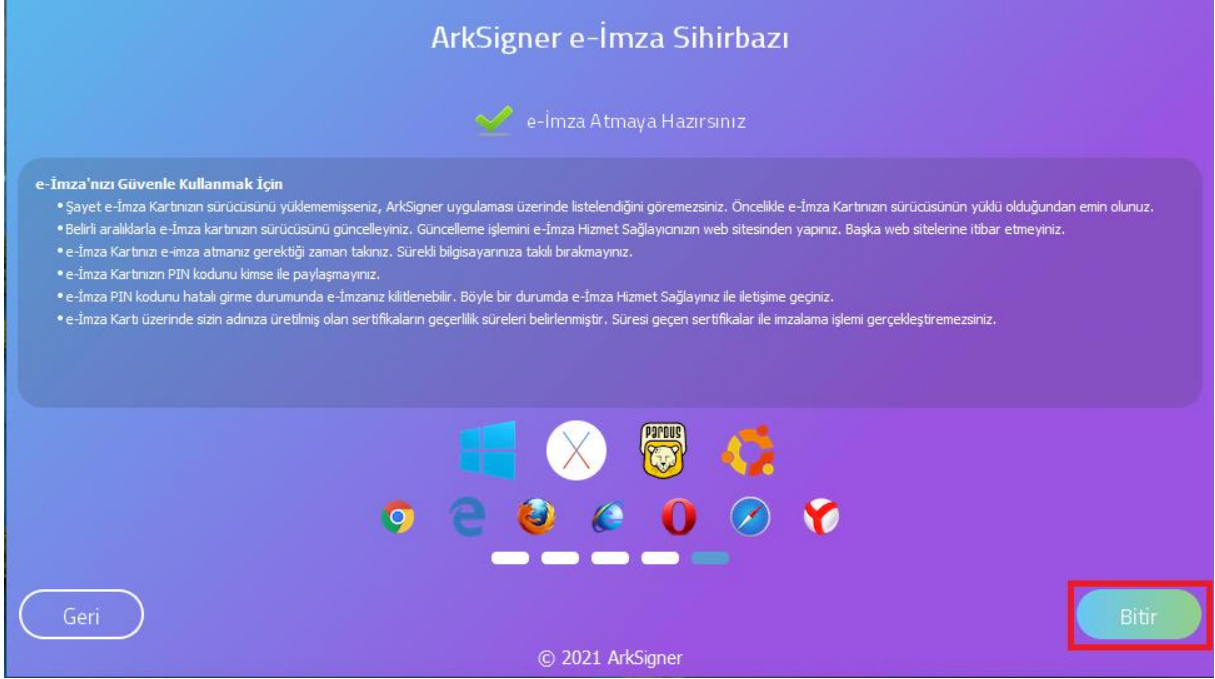 ArkSigner e-İmza Sihirbazı
e-İmza Atmaya Hazırsınız
e-İmza'nızı Güvenle Kullanmak İçin
• Şayet e-İmza Kartınızın sürücüsünü yüklememişseniz, ArkSigner uygulaması üzerinde listelendiğini göremezsiniz. Öncelikle e-İmza Kartınızın sürücüsünün yüklü olduğundan emin olunuz.
• Belirli aralıklarla e-İmza kartınızın sürücüsünü güncelleyiniz. Güncelleme işlemini e-İmza Hizmet Sağlayıcınızın web sitesinden yapınız. Başka web sitelerine itibar etmeyiniz.
• e-İmza Kartınızı e-imza atmanız gerektiği zaman takınız. Sürekli bilgisayarınıza takılı bırakmayınız.
• e-İmza Kartınızın PIN kodunu kimse ile paylaşmayınız.
• e-İmza PIN kodunu hatalı girme durumunda e-İmzanız kilitlenebilir. Böyle bir durumda e-İmza Hizmet Sağlayınız ile iletişime geçiniz.
• e-İmza Kartı üzerinde sizin adınıza üretilmiş olan sertifikaların geçerlilik süreleri belirlenmiştir. Süresi geçen sertifikalar ile imzalama işlemi gerçekleştiremezsiniz.
PARDUS
Geri
Bitir
© 2021 ArkSigner